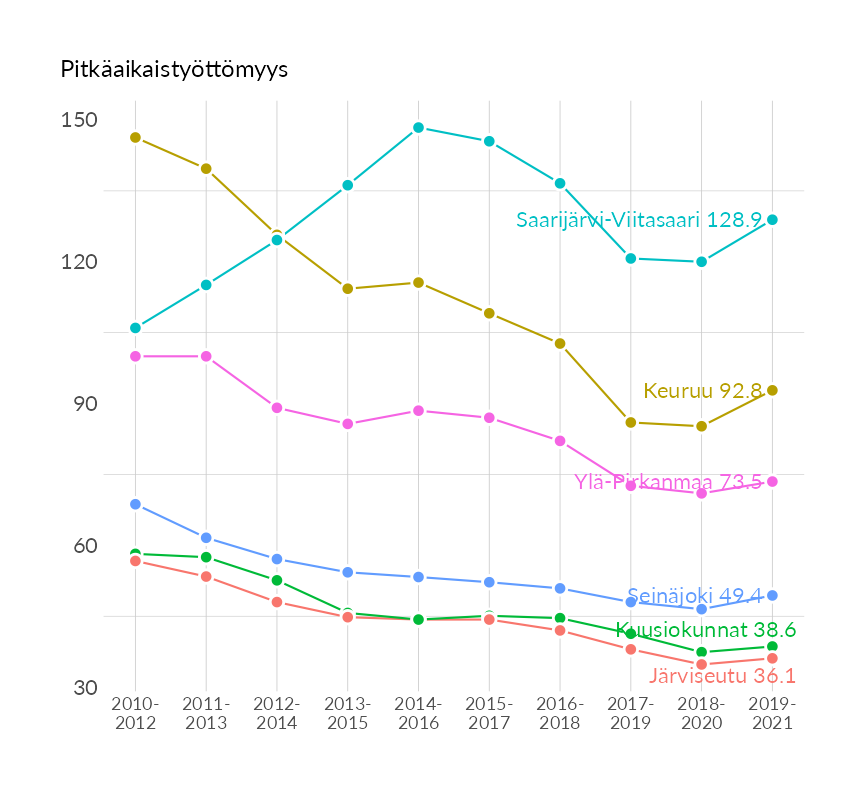 Pitkäaikaistyöttömyys
150
120
90
60
30
Saarijärvi-Viitasaari 128.9
Keuruu 92.8
Ylä-Pirkanmaa 73.5
Seinäjoki 49.4
Kuusiokunnat 38.6
Järviseutu 36.1
2010- 2011- 2012- 2013- 2014- 2015- 2016- 2017- 2018- 2019-
2012 2013 2014 2015 2016 2017 2018 2019 2020 2021